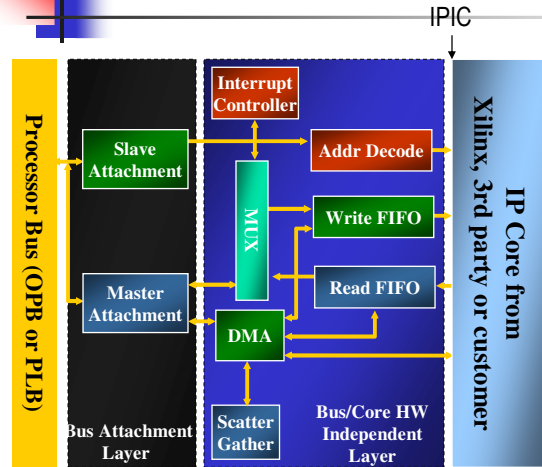 IPIC
Processor Bus (OPB or PLB)
Slave
Attachment
Master
Attachment
Bus Attachment
Layer
Interrupt
Controller
Addr Decode
MUX
Write FIFO
Read FIFO
DMA
Scatter
Gather
Bus/Core HW
Independent
Layer
IP Core from
Xilinx, 3rd party or customer